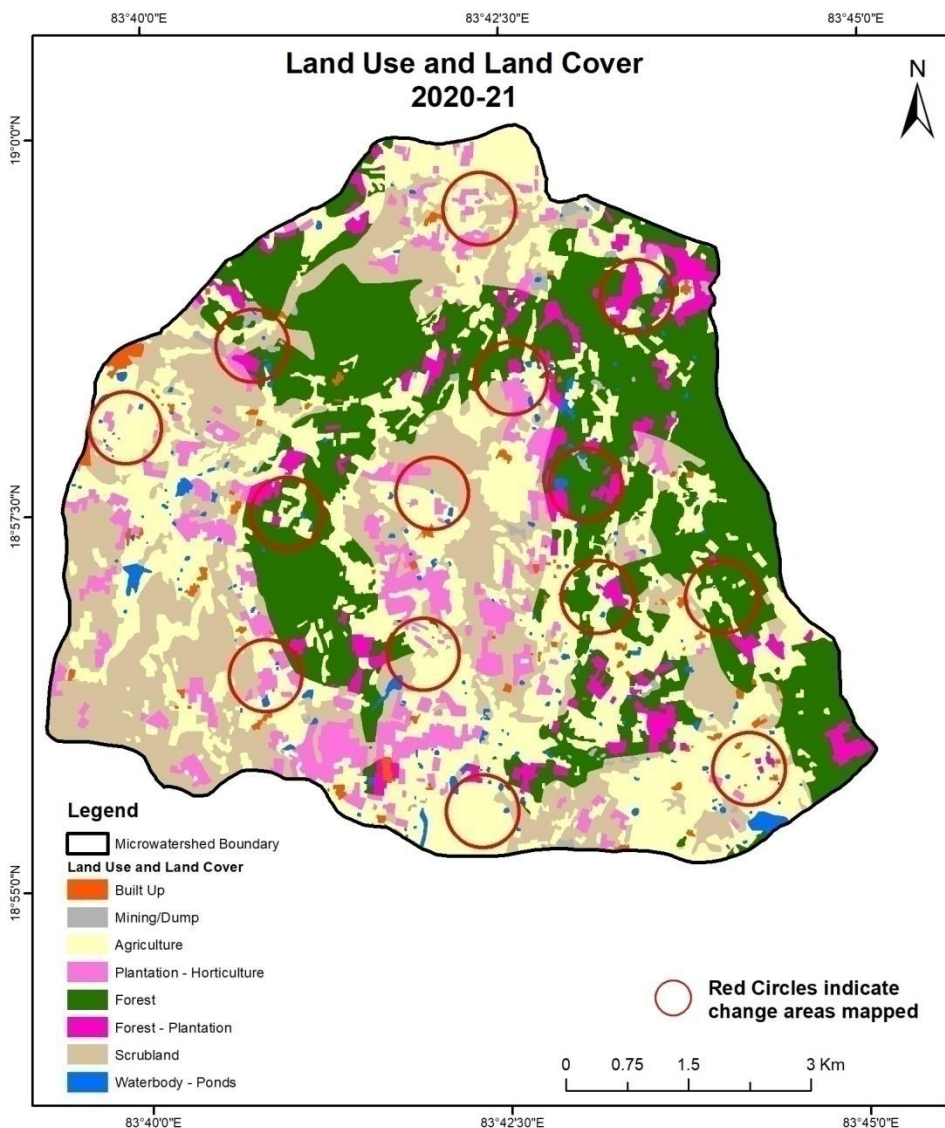 83°40'0"E 83°42'30"E 83°45'0"E
Land Use and Land Cover
2020-21
N
19°0'0"N
18°57'30"N
18°55'0"N
Legend
Microwatershed Boundary
Land Use and Land Cover
Built Up
Mining/Dump
Agriculture
Plantation - Horticulture
Forest
Forest - Plantation
Scrubland
Waterbody - Ponds
Red Circles indicate
change areas mapped
0 0.75 1.5 3 Km
83°40'0"E 83°42'30"E 83°45'0"E